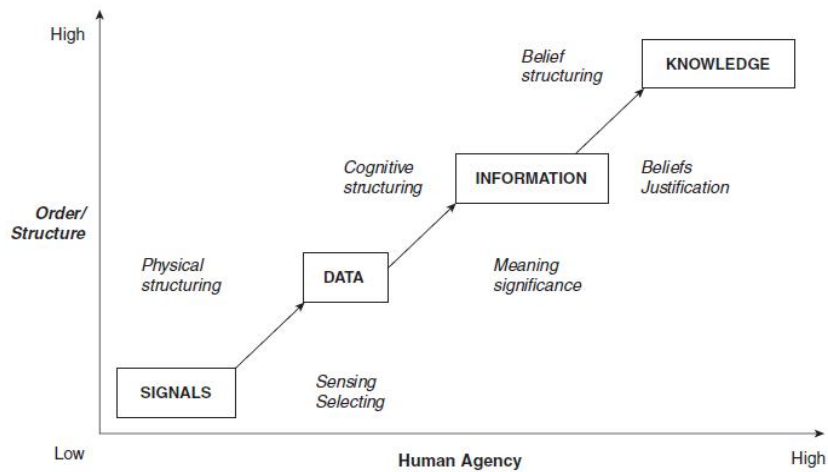 High
Belief
structuring
KNOWLEDGE
Cognitive
structuring
INFORMATION
Beliefs
Justification
Order/
Structure
Physical
structuring
DATA
Meaning
significance
SIGNALS
Sensing
Selecting
Low
Human Agency
High